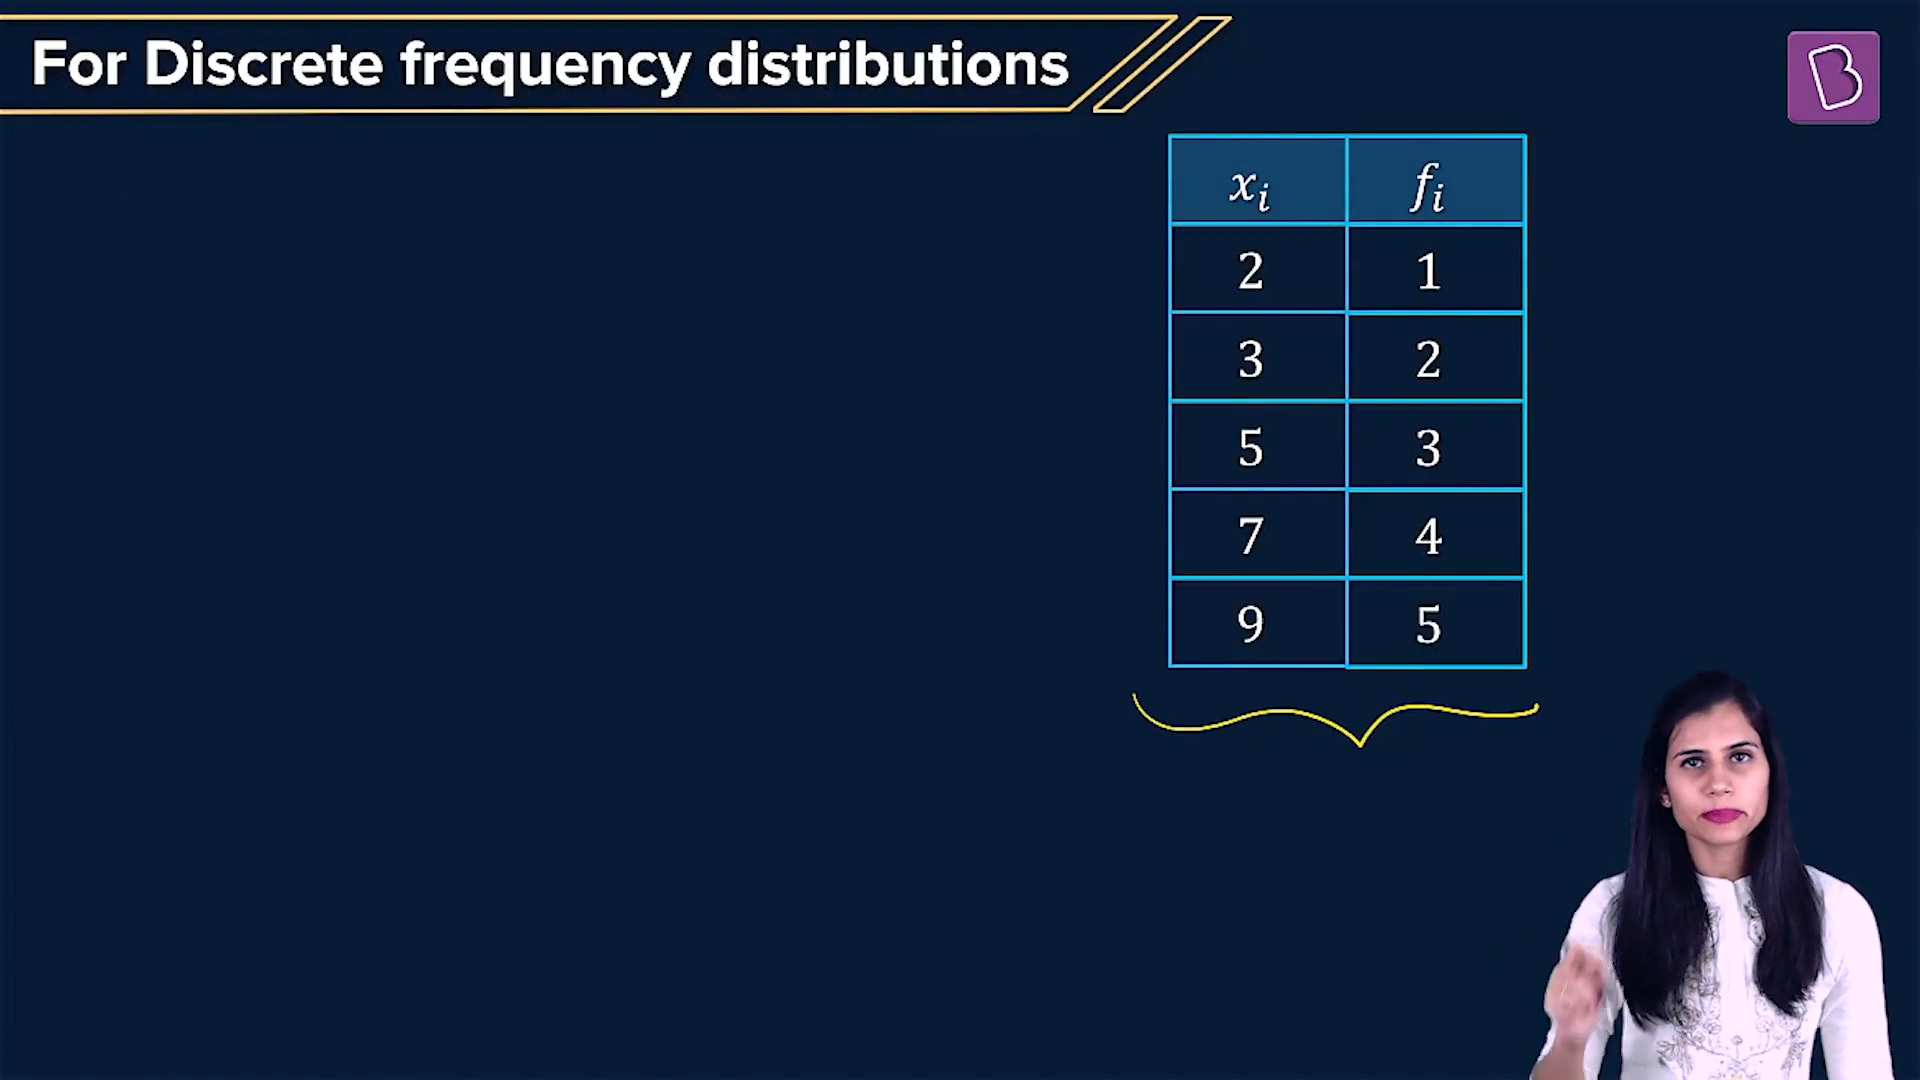 For Discrete frequency distributions
B
xᵢ fᵢ
2 1
3 2
5 3
7 4
9 5